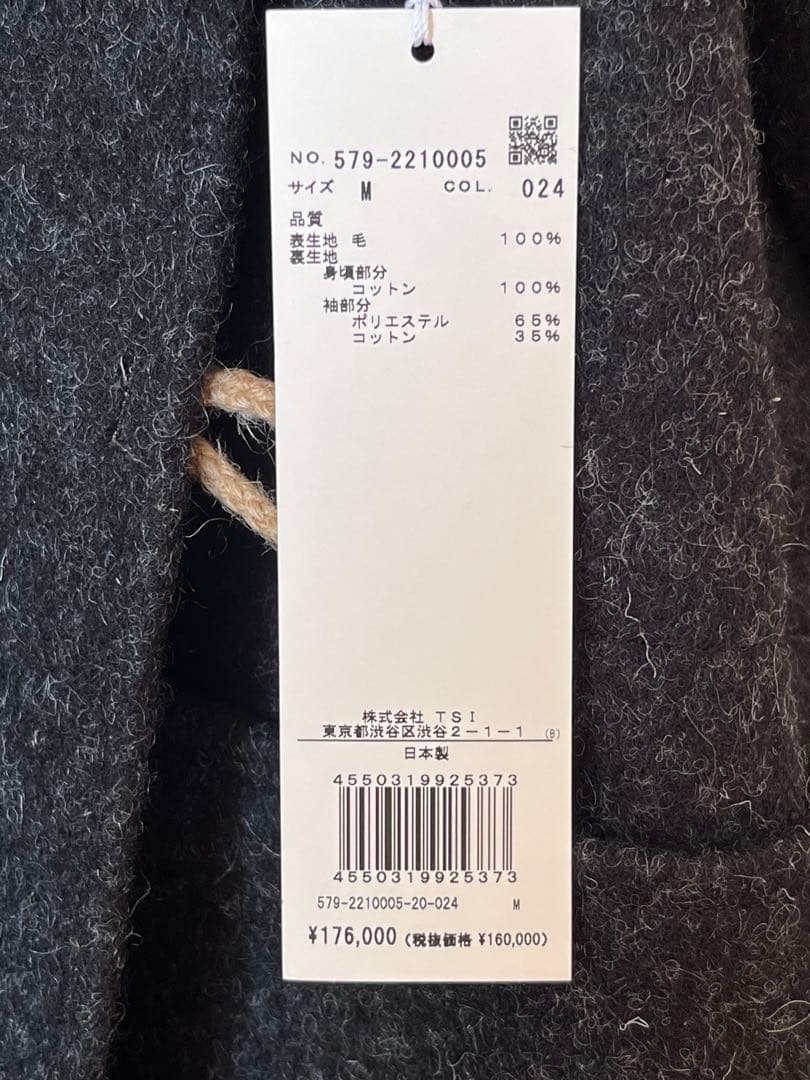 NO. 579-2210005
サイズ M COL. 024
品質
表生地 毛 100%
裏生地
身頃部分
コットン 100%
袖部分
ポリエステル 65%
コットン 35%
株式会社 TSI
東京都渋谷区渋谷2-1-1 (B)
日本製
4550319925373
4550319925373
579-2210005-20-024 M
¥176,000 (税抜価格 ¥160,000)